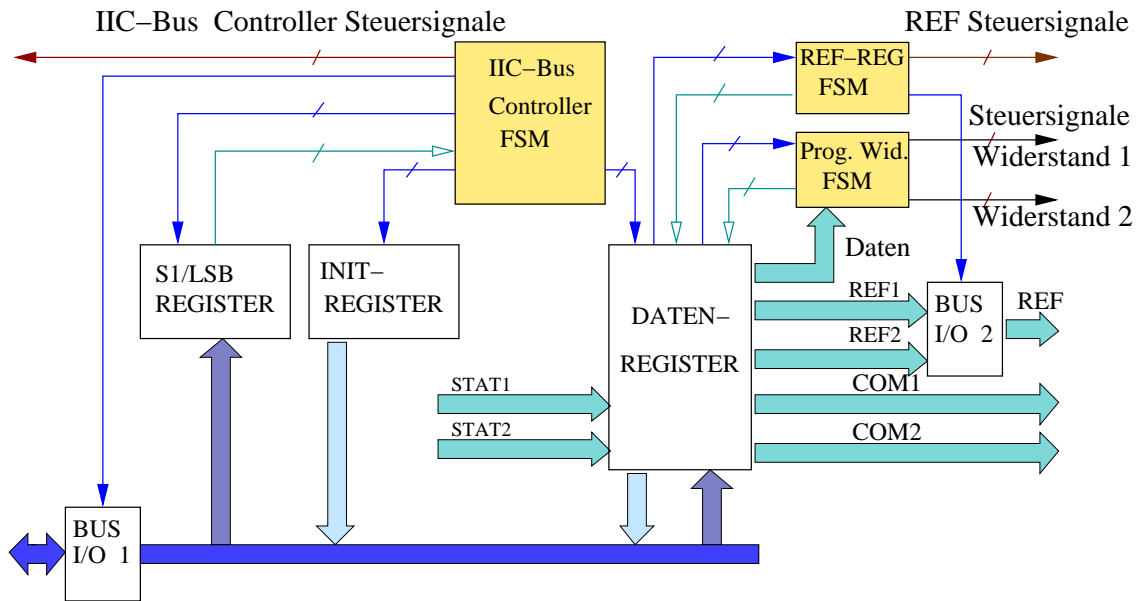 IIC–Bus Controller Steuersignale
REF Steuersignale
IIC–Bus
Controller
FSM
REF–REG
FSM
Steuersignale
Widerstand 1
Prog. Wid.
FSM
Widerstand 2
Daten
S1/LSB
REGISTER
INIT–
REGISTER
DATEN–
REGISTER
REF1
REF2
BUS
I/O 2
REF
STAT1
STAT2
COM1
COM2
BUS
I/O 1